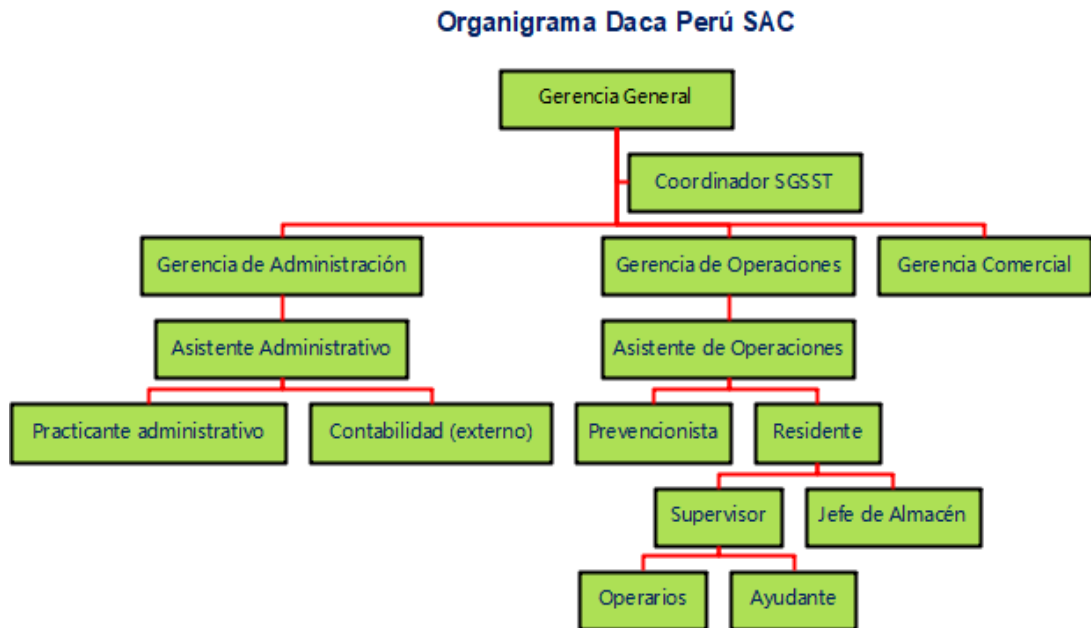 Organigrama Daca Perú SAC
Gerencia General
Coordinador SGSST
Gerencia de Administración
Gerencia de Operaciones
Gerencia Comercial
Asistente Administrativo
Asistente de Operaciones
Practicante administrativo
Contabilidad (externo)
Prevencionista
Residente
Supervisor
Jefe de Almacén
Operarios
Ayudante